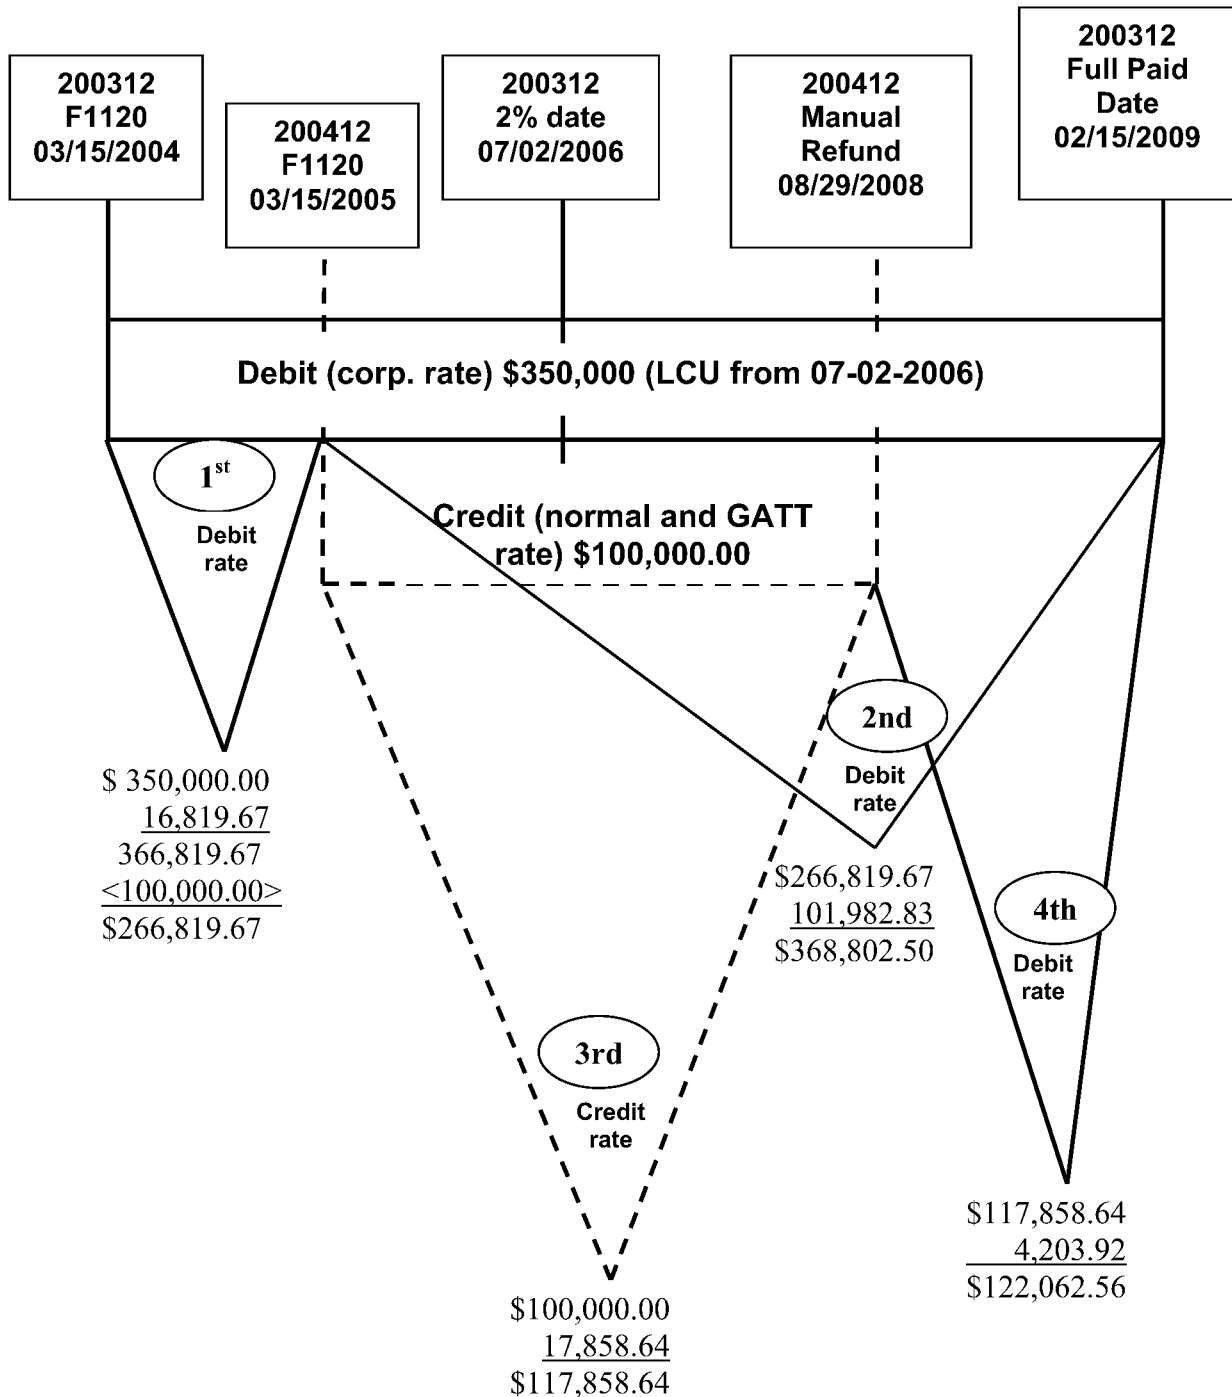 200312
F1120
03/15/2004
200412
F1120
03/15/2005
200312
2% date
07/02/2006
200412
Manual
Refund
08/29/2008
200312
Full Paid
Date
02/15/2009
Debit (corp. rate) $350,000 (LCU from 07-02-2006)
1st
Debit
rate
Credit (normal and GATT
rate) $100,000.00
$ 350,000.00
16,819.67
366,819.67
<100,000.00>
$266,819.67
2nd
Debit
rate
$266,819.67
101,982.83
$368,802.50
3rd
Credit
rate
$100,000.00
17,858.64
$117,858.64
4th
Debit
rate
$117,858.64
4,203.92
$122,062.56